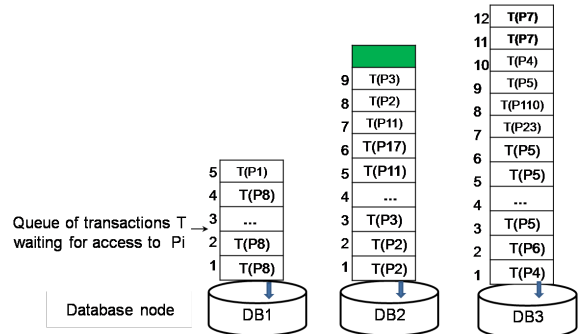 12 T(P7)
11 T(P7)
10 T(P4)
9 T(P5)
8 T(P110)
7 T(P23)
6 T(P5)
5 T(P5)
4 ...
3 T(P5)
2 T(P6)
1 T(P4)
DB3
9 T(P3)
8 T(P2)
7 T(P11)
6 T(P17)
5 T(P11)
4 ...
3 T(P3)
2 T(P2)
1 T(P2)
DB2
5 T(P1)
4 T(P8)
3 ...
2 T(P8)
1 T(P8)
DB1
Queue of transactions T
waiting for access to Pi
Database node